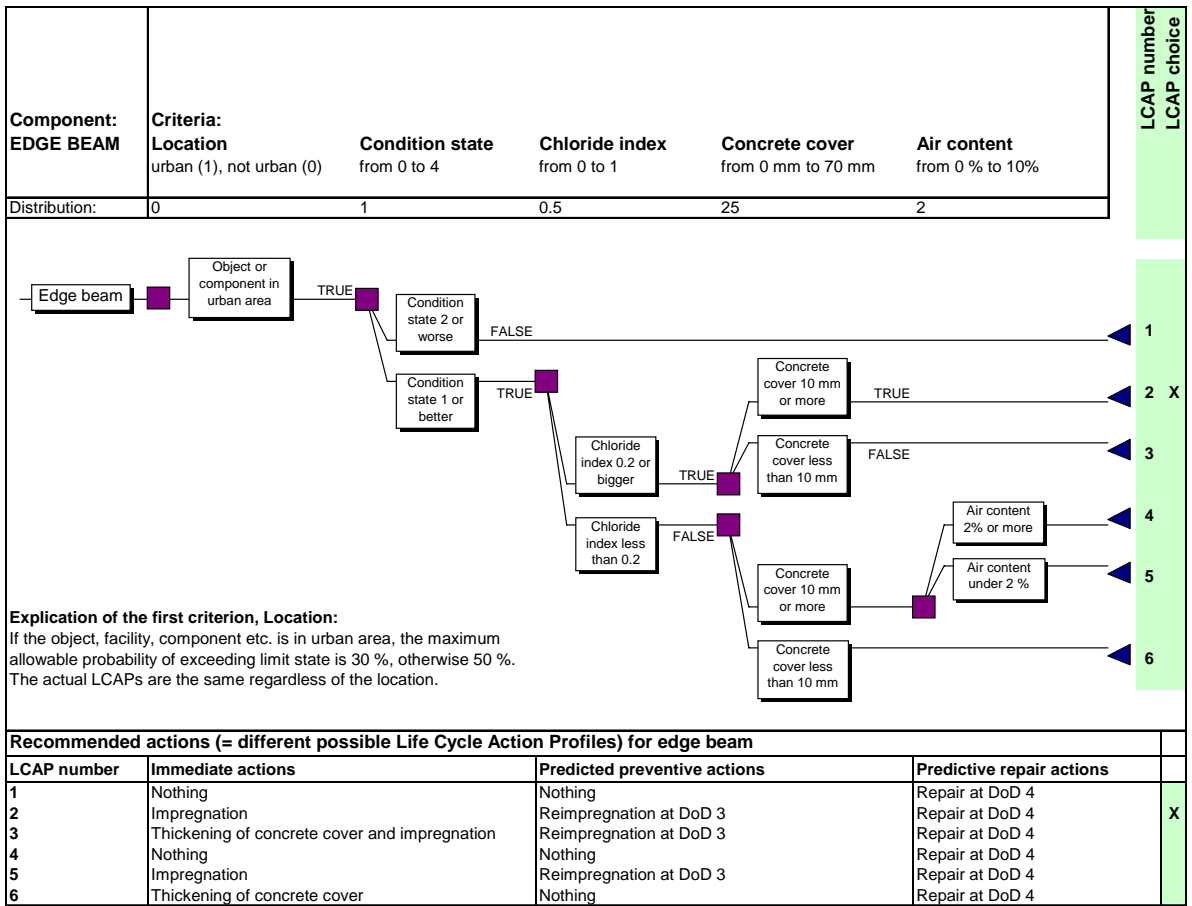 LCAP number
LCAP choice
Component: Criteria:
EDGE BEAM Location Condition state Chloride index Concrete cover Air content
urban (1), not urban (0) from 0 to 4 from 0 to 1 from 0 mm to 70 mm from 0 % to 10%
Distribution: 0 1 0.5 25 2
Edge beam
Object or
component in
urban area
TRUE
Condition
state 2 or
worse
FALSE
1
Condition
state 1 or
better
TRUE
Concrete
cover 10 mm
or more
TRUE
2 X
Chloride
index 0.2 or
bigger
TRUE
Concrete
cover less
than 10 mm
FALSE
3
Chloride
index less
than 0.2
FALSE
Air content
2% or more
4
Concrete
cover 10 mm
or more
Air content
under 2 %
5
Concrete
cover less
than 10 mm
6
Explication of the first criterion, Location:
If the object, facility, component etc. is in urban area, the maximum
allowable probability of exceeding limit state is 30 %, otherwise 50 %.
The actual LCAPs are the same regardless of the location.
Recommended actions (= different possible Life Cycle Action Profiles) for edge beam
LCAP number Immediate actions Predicted preventive actions Predictive repair actions
1 Nothing Nothing Repair at DoD 4
2 Impregnation Reimpregnation at DoD 3 Repair at DoD 4 X
3 Thickening of concrete cover and impregnation Reimpregnation at DoD 3 Repair at DoD 4
4 Nothing Nothing Repair at DoD 4
5 Impregnation Reimpregnation at DoD 3 Repair at DoD 4
6 Thickening of concrete cover Nothing Repair at DoD 4